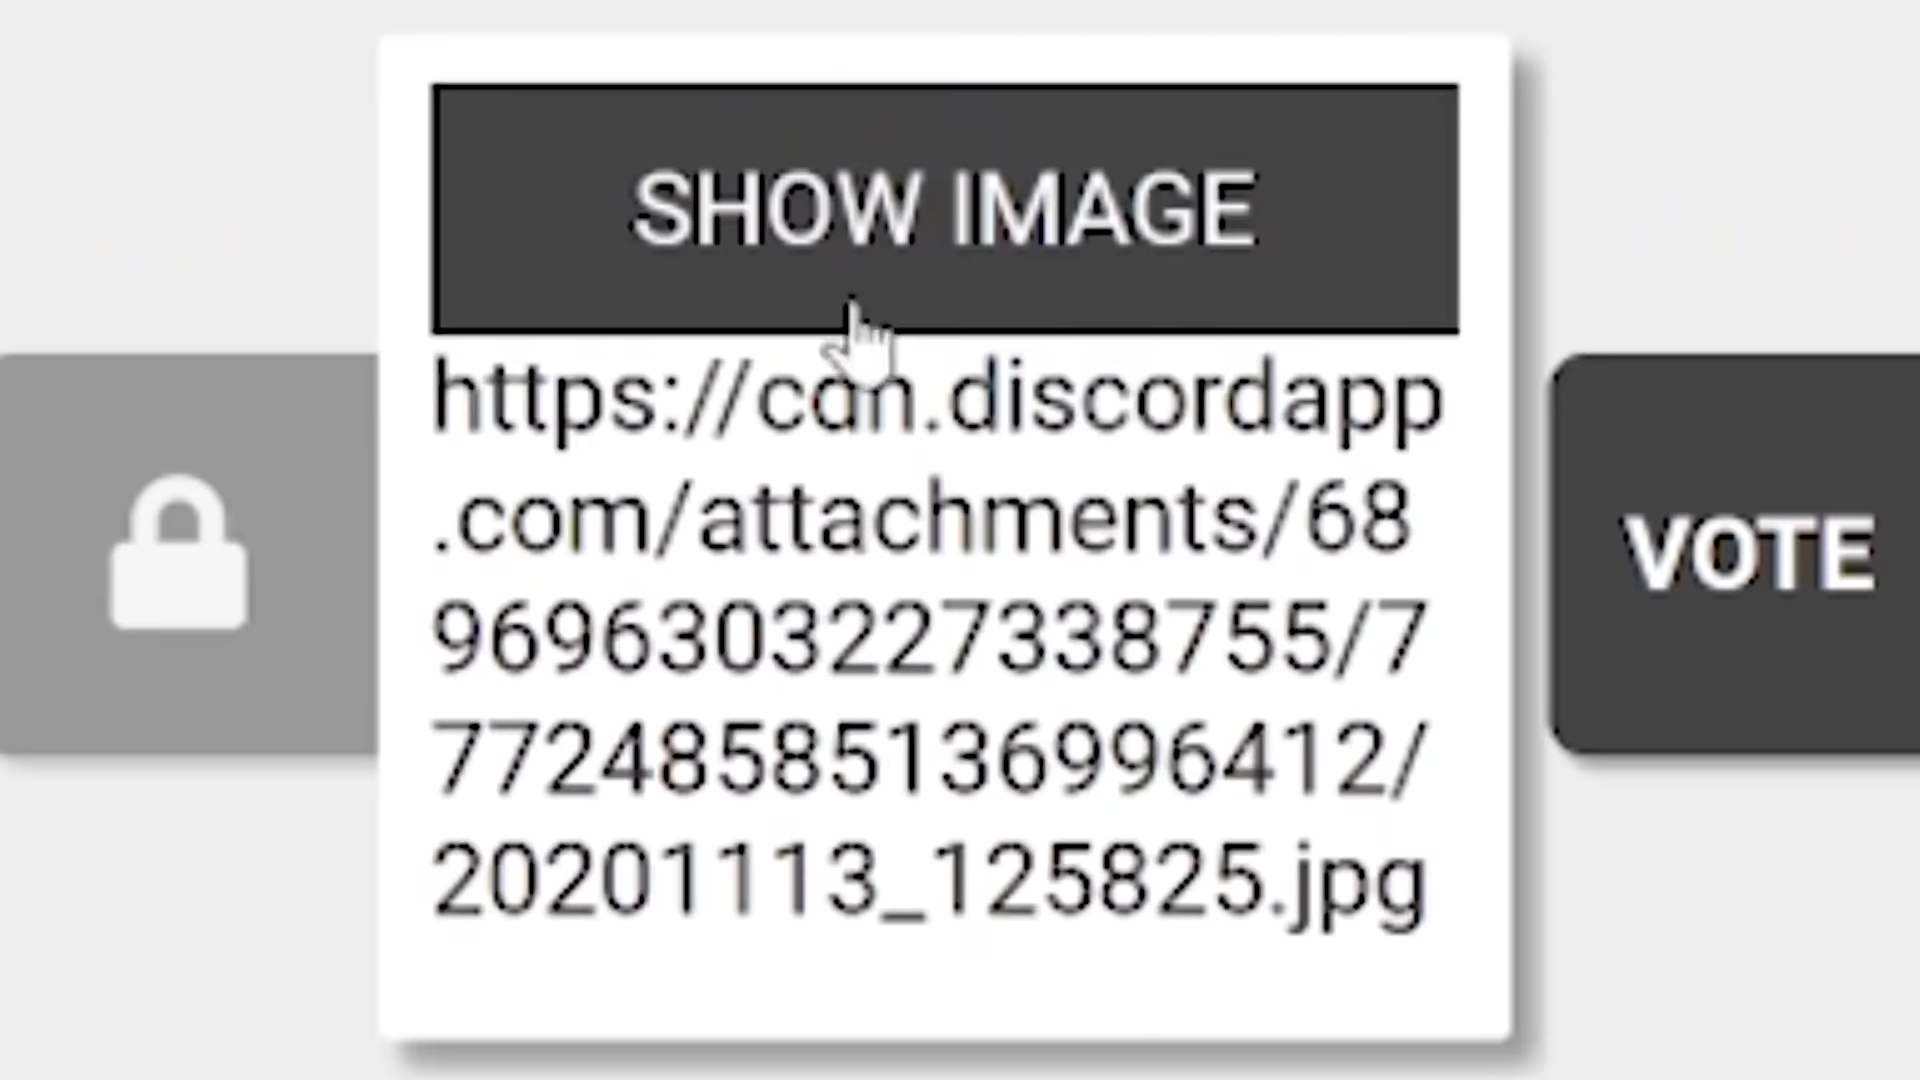 SHOW IMAGE
https://cdn.discordapp
.com/attachments/68
9696303227338755/7
77248585136996412/
20201113_125825.jpg
VOTE